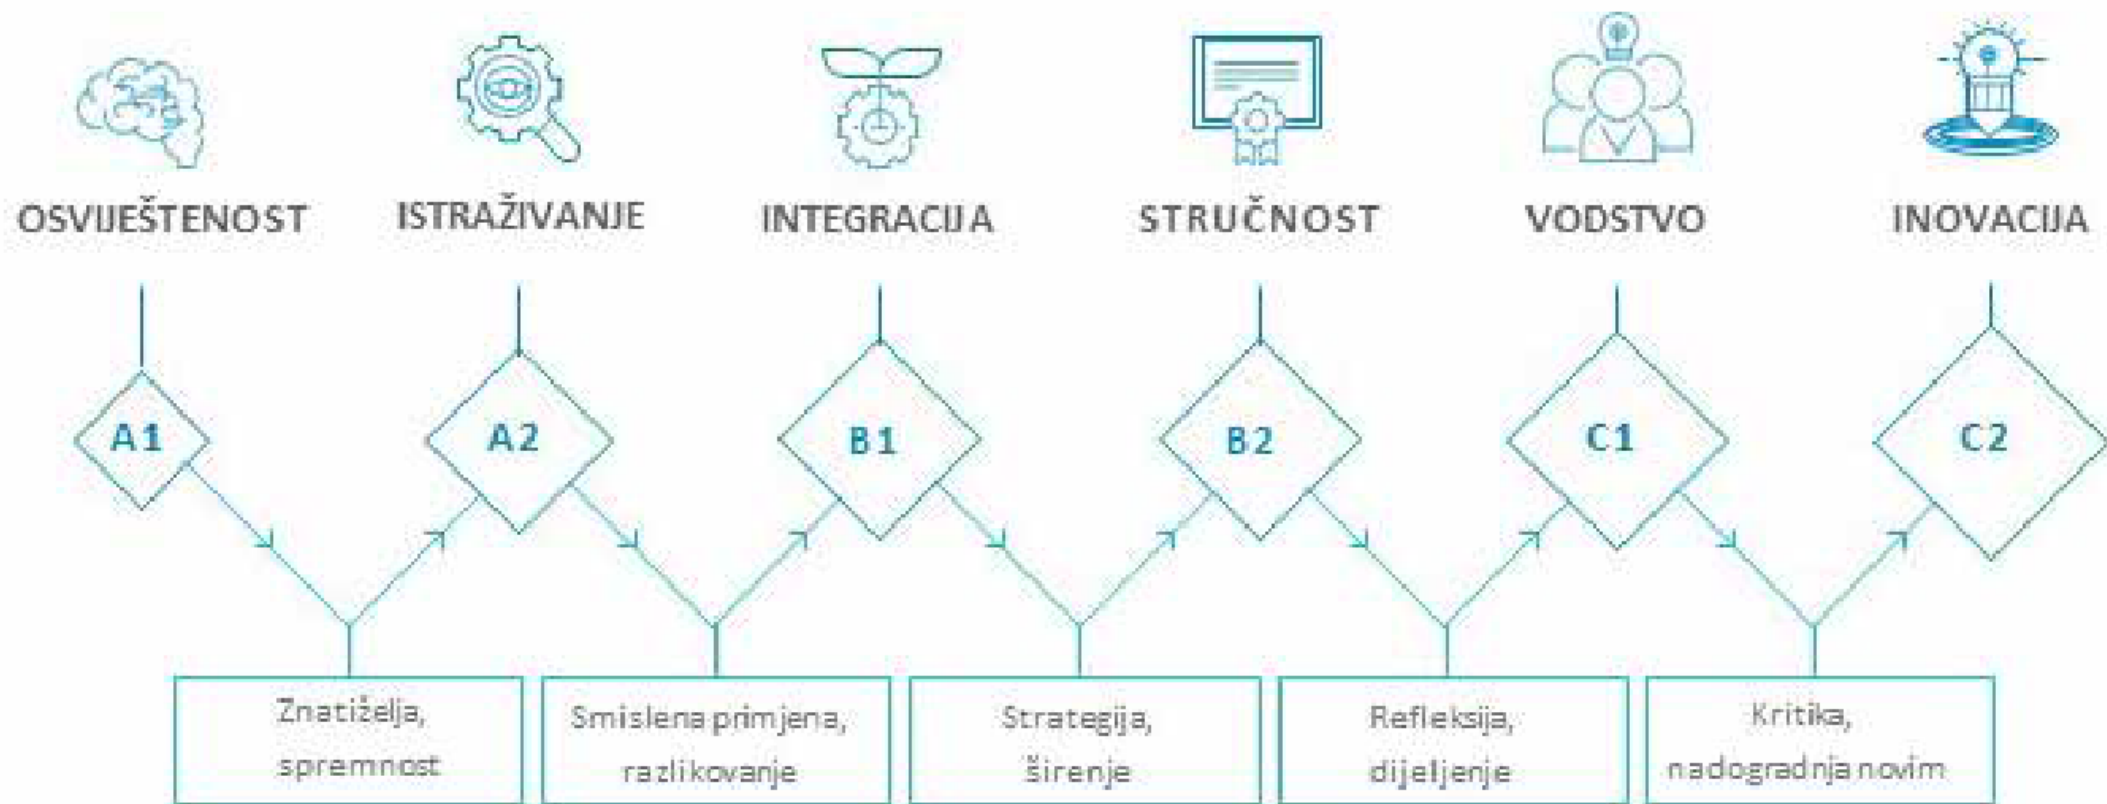 OSVIJEŠTENOST
ISTRAŽIVANJE
INTEGRACIJA
STRUČNOST
VODSTVO
INOVACIJA
A1
A2
B1
B2
C1
C2
Znatiželja,
spremnost
Smislena primjena,
razlikovanje
Strategija,
širenje
Refleksija,
dijeljenje
Kritika,
nadogradnja novim